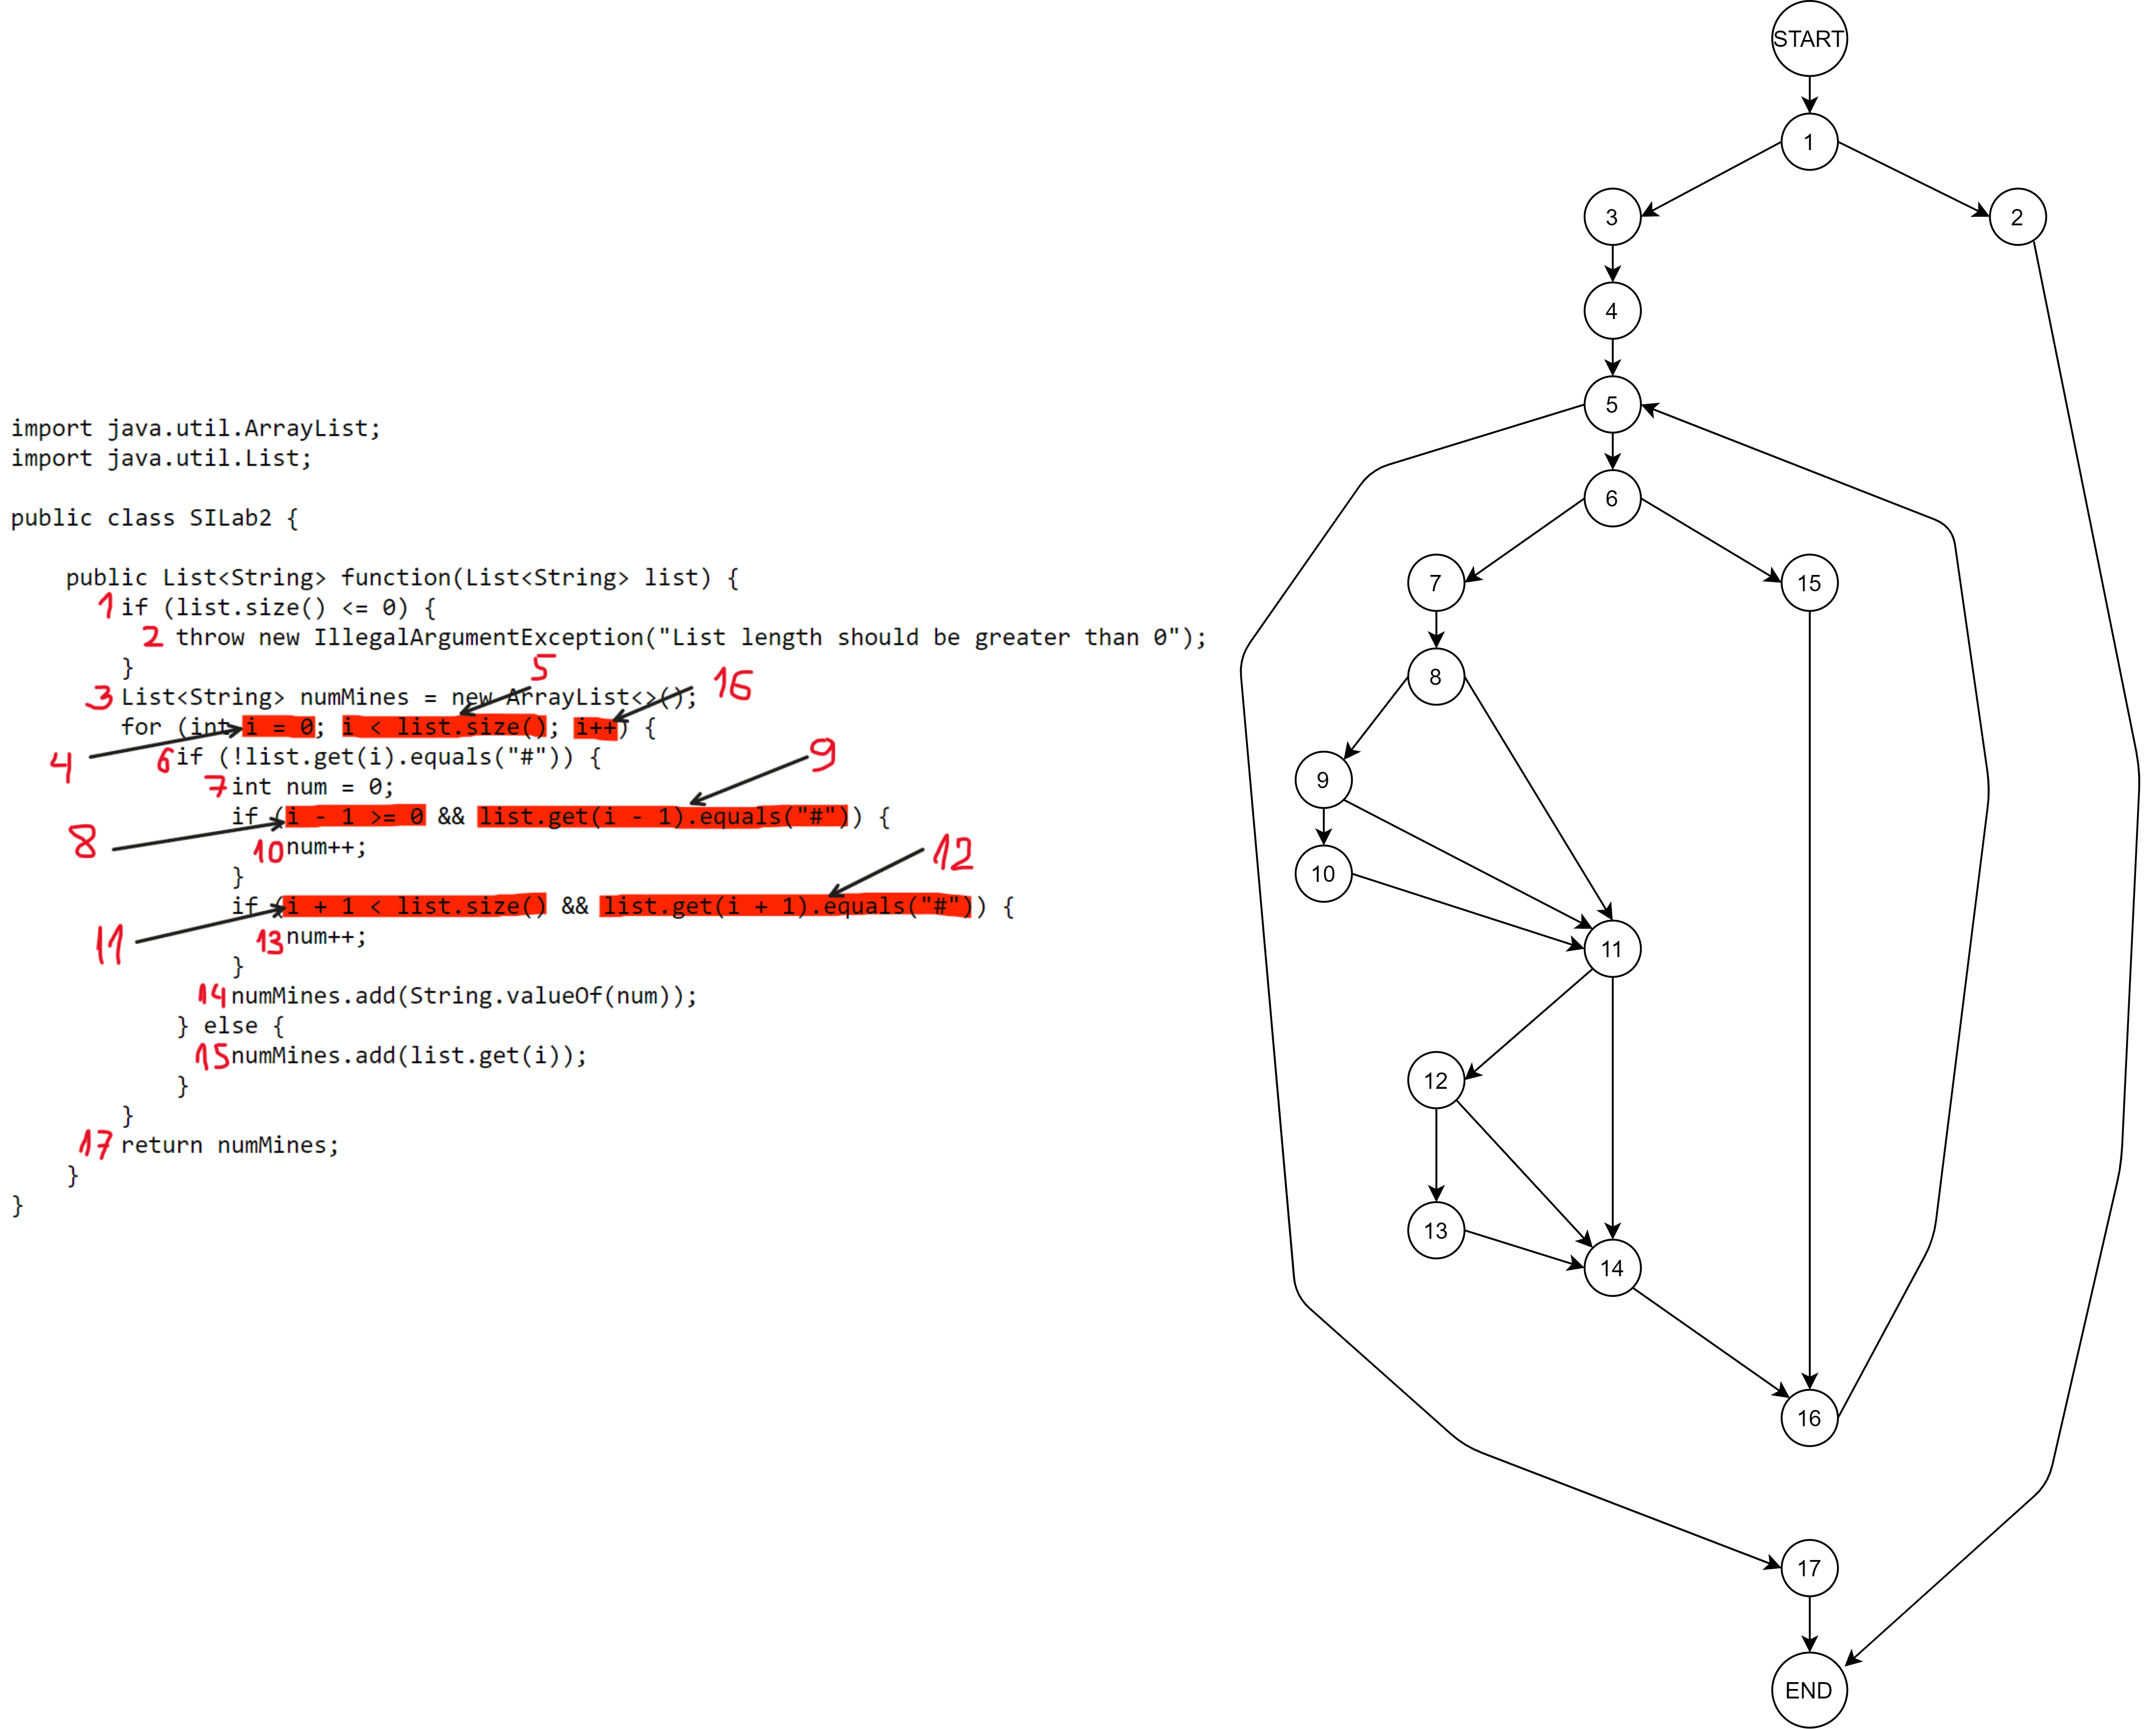 import java.util.ArrayList;
import java.util.List;
public class SILab2 {
public List<String> function(List<String> list) {
1 if (list.size() <= 0) {
2 throw new IllegalArgumentException("List length should be greater than 0");
}
5
16
3 List<String> numMines = new ArrayList<>();
for (int i = 0; i < list.size(); i++) {
4
9
6 if (!list.get(i).equals("#")) {
7 int num = 0;
8
if (i - 1 >= 0 && list.get(i - 1).equals("#")) {
10 num++;
12
}
11
if (i + 1 < list.size() && list.get(i + 1).equals("#")) {
13 num++;
}
14 numMines.add(String.valueOf(num));
} else {
15 numMines.add(list.get(i));
}
}
17 return numMines;
}
}
START
1
3
2
4
5
6
7
15
8
9
10
11
12
13
14
16
17
END